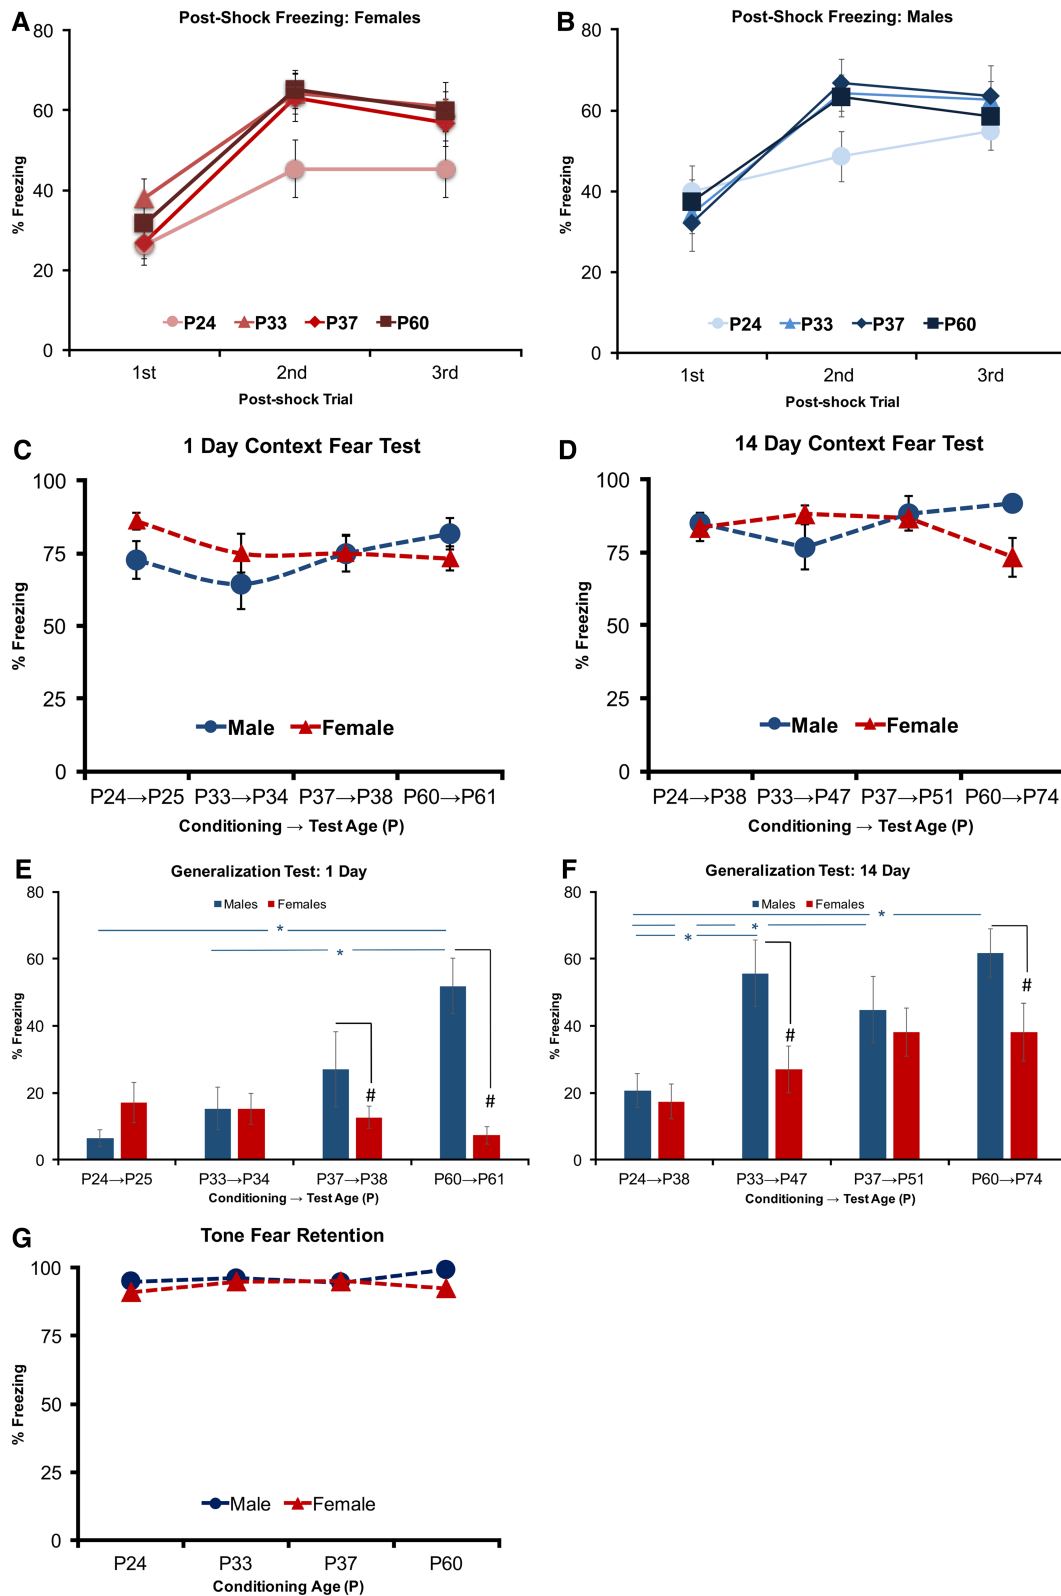 A
Post-Shock Freezing: Females
80
60
40
20
0
% Freezing
P24 P33 P37 P60
1st 2nd 3rd
Post-shock Trial
B
Post-Shock Freezing: Males
80
60
40
20
0
% Freezing
P24 P33 P37 P60
1st 2nd 3rd
Post-shock Trial
C
1 Day Context Fear Test
100
75
50
25
0
% Freezing
Male Female
P24→P25 P33→P34 P37→P38 P60→P61
Conditioning → Test Age (P)
D
14 Day Context Fear Test
100
75
50
25
0
% Freezing
Male Female
P24→P38 P33→P47 P37→P51 P60→P74
Conditioning → Test Age (P)
E
Generalization Test: 1 Day
80
60
40
20
0
% Freezing
Males Females
*
*
#
#
P24→P25 P33→P34 P37→P38 P60→P61
Conditioning → Test Age (P)
F
Generalization Test: 14 Day
80
60
40
20
0
% Freezing
Males Females
*
*
*
#
#
P24→P38 P33→P47 P37→P51 P60→P74
Conditioning → Test Age (P)
G
Tone Fear Retention
100
75
50
25
0
% Freezing
Male Female
P24 P33 P37 P60
Conditioning Age (P)